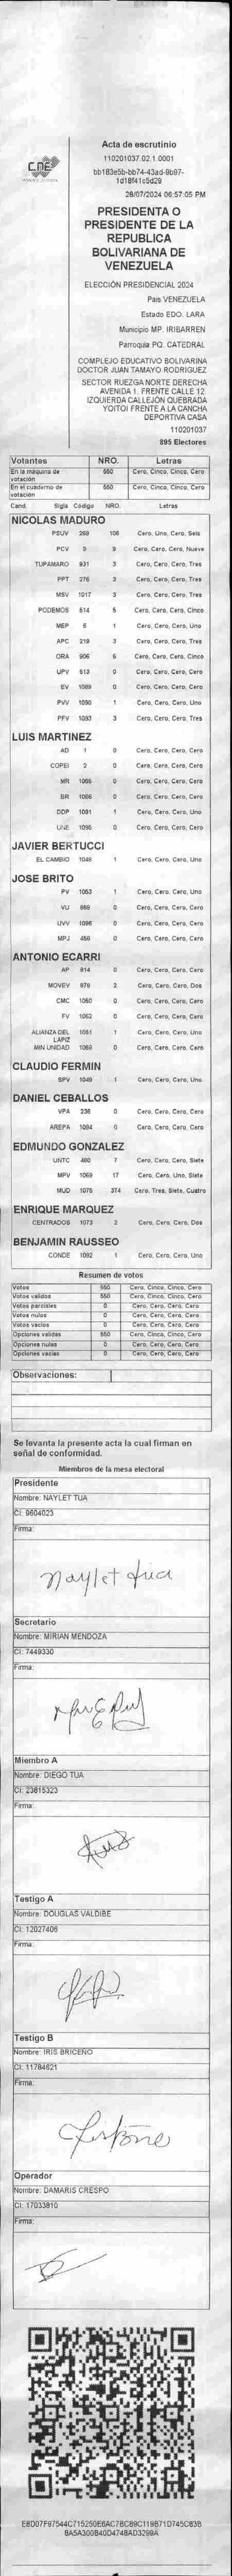 CNE
Acta de escrutinio
110201037.02.1.0001
bb183e5b-bb74-43ad-9b97-
1d18f41c5d29
28/07/2024 06:57:05 PM
PRESIDENTA O
PRESIDENTE DE LA
REPUBLICA
BOLIVARIANA DE
VENEZUELA
ELECCIÓN PRESIDENCIAL 2024
Pais VENEZUELA
Estado EDO. LARA
Municipio MP. IRIBARREN
Parroquia PQ. CATEDRAL
COMPLEJO EDUCATIVO BOLIVARINA
DOCTOR JUAN TAMAYO RODRIGUEZ
SECTOR RUEZGA NORTE DERECHA
AVENIDA 1. FRENTE CALLE 12
IZQUIERDA CALLEJÓN QUEBRADA
YOITOI FRENTE A LA CANCHA
DEPORTIVA CASA
110201037
895 Electores
Votantes NRO. Letras
En la máquina de votación 550 Cero, Cinco, Cinco, Cero
En el cuaderno de votación 550 Cero, Cinco, Cinco, Cero
Cand. Sigla Código NRO. Letras
NICOLAS MADURO
PSUV 269 106 Cero, Uno, Cero, Seis
PCV 9 9 Cero, Cero, Cero, Nueve
TUPAMARO 931 3 Cero, Cero, Cero, Tres
PPT 276 3 Cero, Cero, Cero, Tres
MSV 1017 3 Cero, Cero, Cero, Tres
PODEMOS 514 5 Cero, Cero, Cero, Cinco
MEP 6 1 Cero, Cero, Cero, Uno
APC 219 3 Cero, Cero, Cero, Tres
ORA 906 5 Cero, Cero, Cero, Cinco
UPV 613 0 Cero, Cero, Cero, Cero
EV 1089 0 Cero, Cero, Cero, Cero
PVV 1090 1 Cero, Cero, Cero, Uno
PFV 1093 3 Cero, Cero, Cero, Tres
LUIS MARTINEZ
AD 1 0 Cero, Cero, Cero, Cero
COPEI 2 0 Cero, Cero, Cero, Cero
MR 1065 0 Cero, Cero, Cero, Cero
BR 1066 0 Cero, Cero, Cero, Cero
DDP 1091 1 Cero, Cero, Cero, Uno
UNE 1095 0 Cero, Cero, Cero, Cero
JAVIER BERTUCCI
EL CAMBIO 1048 1 Cero, Cero, Cero, Uno
JOSE BRITO
PV 1053 1 Cero, Cero, Cero, Uno
VU 868 0 Cero, Cero, Cero, Cero
UVV 1096 0 Cero, Cero, Cero, Cero
MPJ 456 0 Cero, Cero, Cero, Cero
ANTONIO ECARRI
AP 814 0 Cero, Cero, Cero, Cero
MOVEV 979 2 Cero, Cero, Cero, Dos
CMC 1050 0 Cero, Cero, Cero, Cero
FV 1052 0 Cero, Cero, Cero, Cero
ALIANZA DEL LAPIZ 1051 1 Cero, Cero, Cero, Uno
MIN UNIDAD 1069 0 Cero, Cero, Cero, Cero
CLAUDIO FERMIN
SPV 1049 1 Cero, Cero, Cero, Uno
DANIEL CEBALLOS
VPA 236 0 Cero, Cero, Cero, Cero
AREPA 1094 0 Cero, Cero, Cero, Cero
EDMUNDO GONZALEZ
UNTC 460 7 Cero, Cero, Cero, Siete
MPV 1069 17 Cero, Cero, Uno, Siete
MUD 1075 374 Cero, Tres, Siete, Cuatro
ENRIQUE MARQUEZ
CENTRADOS 1073 2 Cero, Cero, Cero, Dos
BENJAMIN RAUSSEO
CONDE 1092 1 Cero, Cero, Cero, Uno
Resumen de votos
Votos 550 Cero, Cinco, Cinco, Cero
Votos válidos 550 Cero, Cinco, Cinco, Cero
Votos parciales 0 Cero, Cero, Cero, Cero
Votos nulos 0 Cero, Cero, Cero, Cero
Votos vacíos 0 Cero, Cero, Cero, Cero
Opciones válidas 550 Cero, Cinco, Cinco, Cero
Opciones nulas 0 Cero, Cero, Cero, Cero
Opciones vacías 0 Cero, Cero, Cero, Cero
Observaciones:
Se levanta la presente acta la cual firman en
señal de conformidad.
Miembros de la mesa electoral
Presidente
Nombre: NAYLET TUA
CI: 9604023
Firma:
Naylet Tua
Secretario
Nombre: MIRIAN MENDOZA
CI: 7449330
Firma:
Miembro A
Nombre: DIEGO TUA
CI: 23815323
Firma:
Testigo A
Nombre: DOUGLAS VALDIBE
CI: 12027406
Firma:
Testigo B
Nombre: IRIS BRICEÑO
CI: 11784621
Firma:
Operador
Nombre: DAMARIS CRESPO
CI: 17033810
Firma: